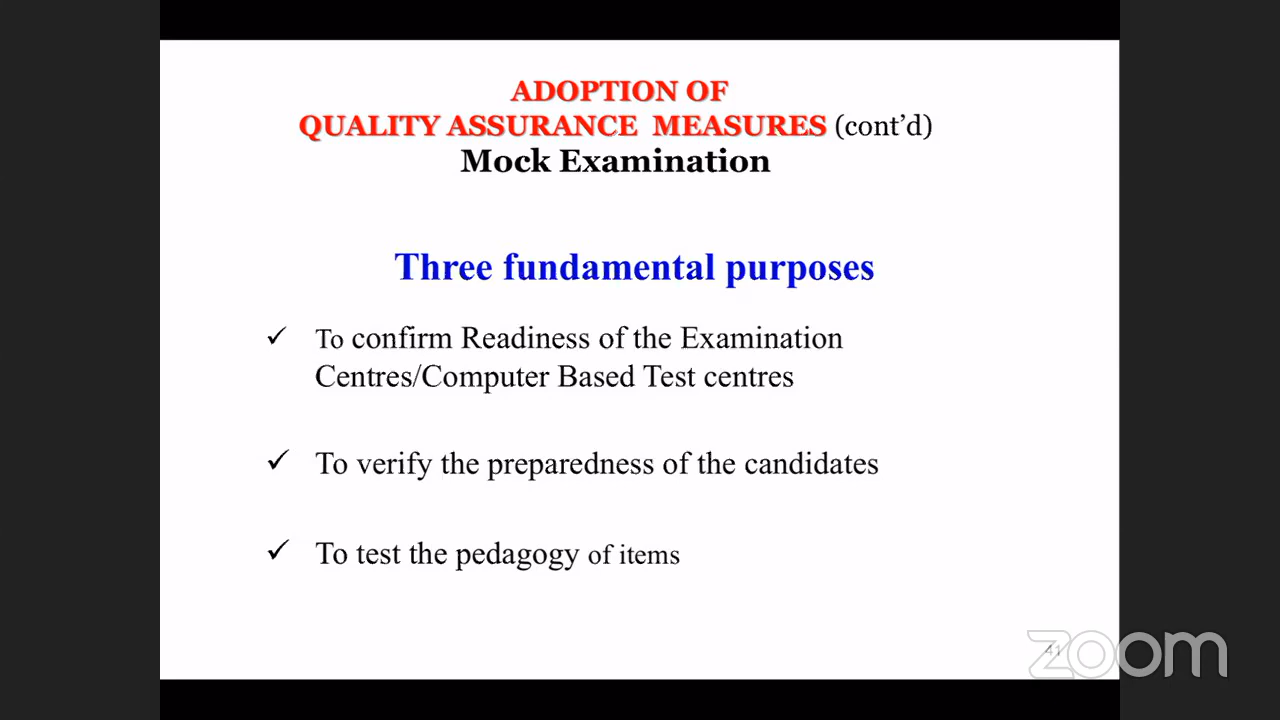 ADOPTION OF
QUALITY ASSURANCE MEASURES (cont’d)
Mock Examination
Three fundamental purposes
✓ To confirm Readiness of the Examination
Centres/Computer Based Test centres
✓ To verify the preparedness of the candidates
✓ To test the pedagogy of items
41
zoom